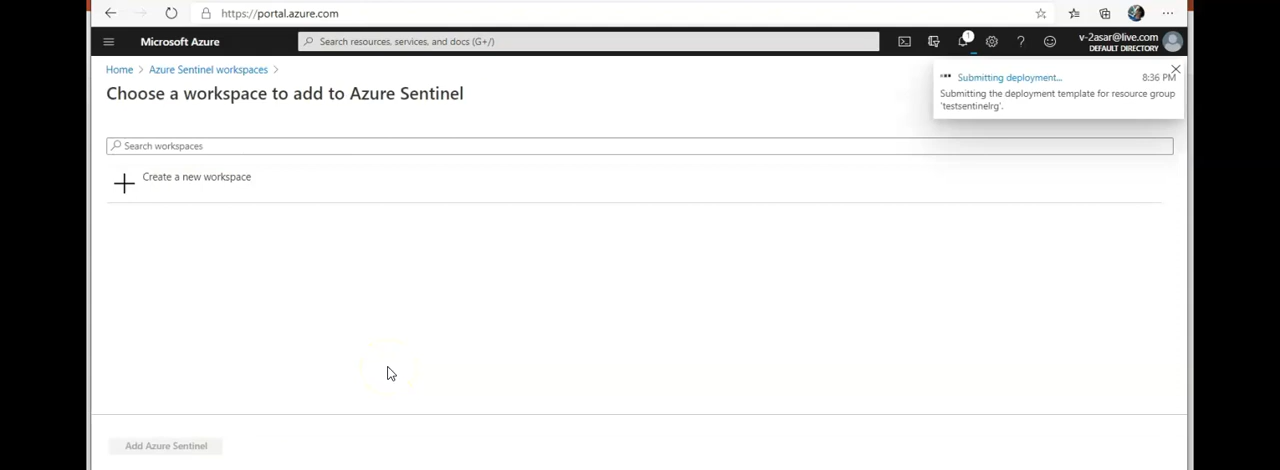 https://portal.azure.com
Microsoft Azure
Search resources, services, and docs (G+/)
1
v-2asar@live.com
DEFAULT DIRECTORY
Home > Azure Sentinel workspaces >
Submitting deployment... 8:36 PM
Submitting the deployment template for resource group
'testsentinelrg'.
Choose a workspace to add to Azure Sentinel
Search workspaces
Create a new workspace
Add Azure Sentinel